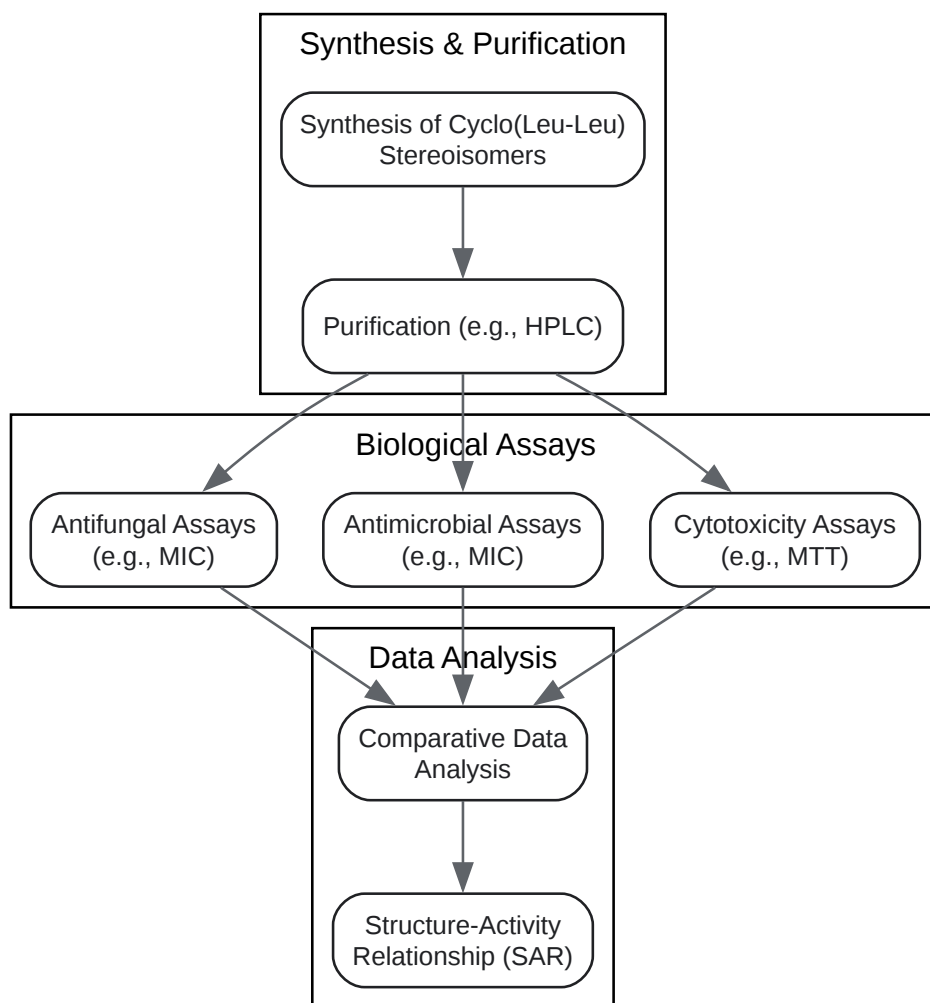 Synthesis & Purification
Synthesis of Cyclo(Leu-Leu)
Stereoisomers
Purification (e.g., HPLC)
Biological Assays
Antifungal Assays
(e.g., MIC)
Antimicrobial Assays
(e.g., MIC)
Cytotoxicity Assays
(e.g., MTT)
Data Analysis
Comparative Data
Analysis
Structure-Activity
Relationship (SAR)